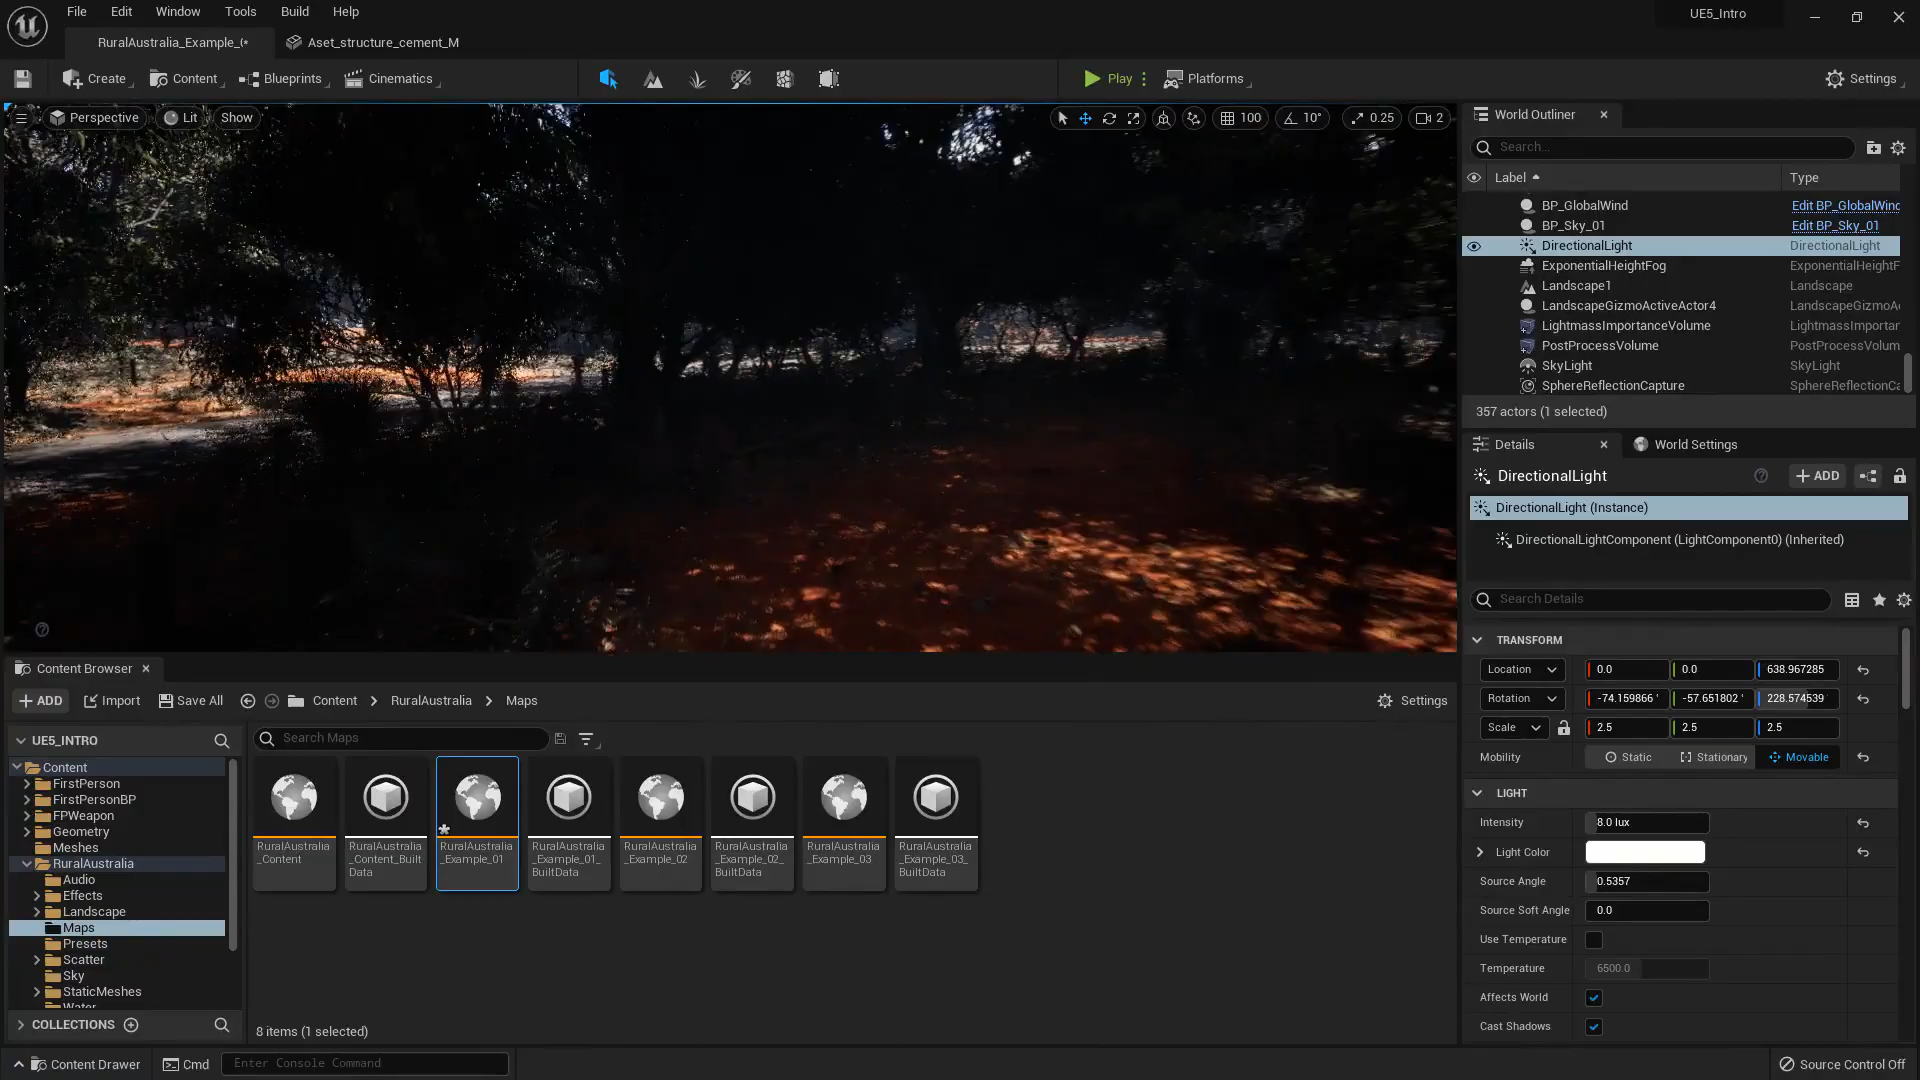 File Edit Window Tools Build Help
UE5_Intro
RuralAustralia_Example_(*
Aset_structure_cement_M
Create
Content
Blueprints
Cinematics
Play
Platforms
Settings
Perspective
Lit
Show
100
10°
0.25
2
World Outliner
Search...
Label
Type
BP_GlobalWind Edit BP_GlobalWind
BP_Sky_01 Edit BP_Sky_01
DirectionalLight DirectionalLight
ExponentialHeightFog ExponentialHeightF
Landscape1 Landscape
LandscapeGizmoActiveActor4 LandscapeGizmoA
LightmassImportanceVolume LightmassImportar
PostProcessVolume PostProcessVolum
SkyLight SkyLight
SphereReflectionCapture SphereReflectionCa
357 actors (1 selected)
Details
World Settings
DirectionalLight
ADD
DirectionalLight (Instance)
DirectionalLightComponent (LightComponent0) (Inherited)
Search Details
TRANSFORM
Location 0.0 0.0 638.967285
Rotation -74.159866 ° -57.651802 ° 228.574539
Scale 2.5 2.5 2.5
Mobility Static Stationary Movable
LIGHT
Intensity 8.0 lux
Light Color
Source Angle 0.5357
Source Soft Angle 0.0
Use Temperature
Temperature 6500.0
Affects World
Cast Shadows
Content Browser
ADD Import Save All Content RuralAustralia Maps Settings
UE5_INTRO
Search Maps
Content
FirstPerson
FirstPersonBP
FPWeapon
Geometry
Meshes
RuralAustralia
Audio
Effects
Landscape
Maps
Presets
Scatter
Sky
StaticMeshes
Water
COLLECTIONS
RuralAustralia
_Content
RuralAustralia
_Content_Built
Data
RuralAustralia
_Example_01
RuralAustralia
_Example_01_
BuiltData
RuralAustralia
_Example_02
RuralAustralia
_Example_02_
BuiltData
RuralAustralia
_Example_03
RuralAustralia
_Example_03_
BuiltData
8 items (1 selected)
Content Drawer
Cmd
Enter Console Command
Source Control Off